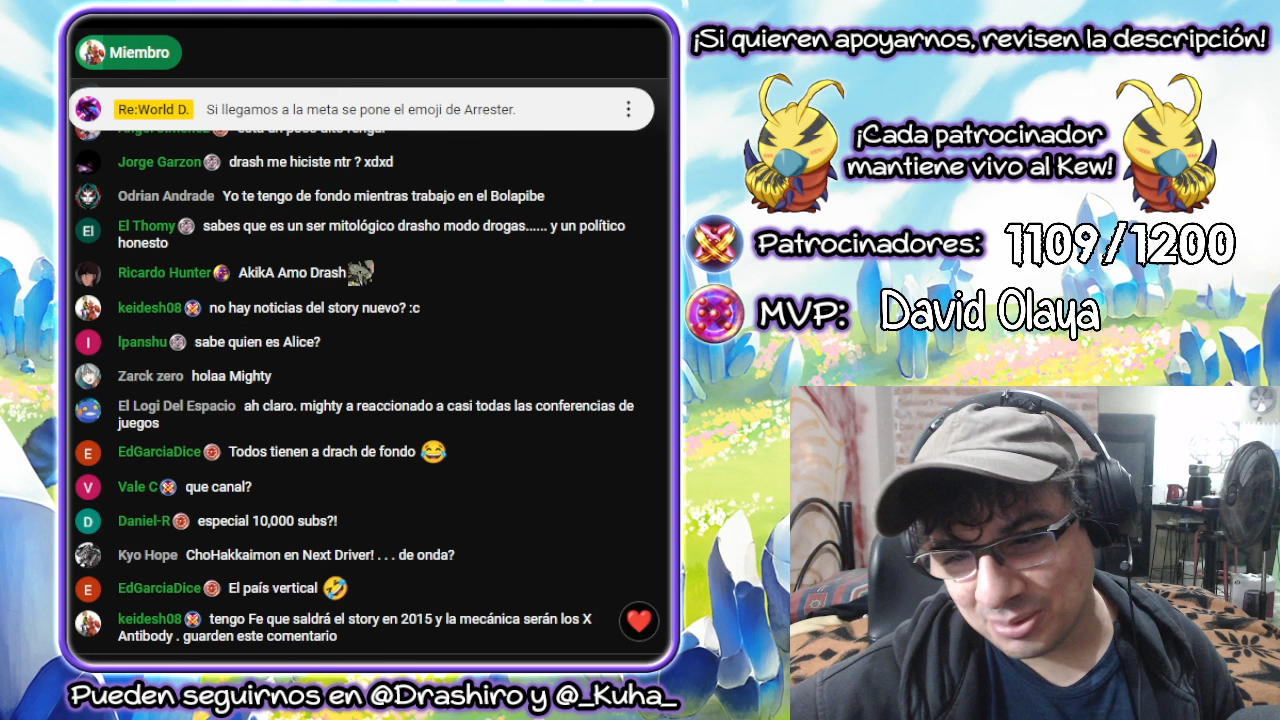 Miembro
Re:World D. Si llegamos a la meta se pone el emoji de Arrester.
Jorge Garzon drash me hiciste ntr ? xdxd
Odrian Andrade Yo te tengo de fondo mientras trabajo en el Bolapibe
El
El Thomy sabes que es un ser mitológico drasho modo drogas...... y un político
honesto
Ricardo Hunter AkikA Amo Drash
keidesh08 no hay noticias del story nuevo? :c
I
lpanshu sabe quien es Alice?
Zarck zero holaa Mighty
El Logi Del Espacio ah claro. mighty a reaccionado a casi todas las conferencias de
juegos
E
EdGarciaDice Todos tienen a drach de fondo 😂
V
Vale C que canal?
D
Daniel-R especial 10,000 subs?!
Kyo Hope ChoHakkaimon en Next Driver! . . . de onda?
E
EdGarciaDice El país vertical 🤣
keidesh08 tengo Fe que saldrá el story en 2015 y la mecánica serán los X
Antibody . guarden este comentario
Pueden seguirnos en @Drashiro y @_Kuha_
¡Si quieren apoyarnos, revisen la descripción!
¡Cada patrocinador
mantiene vivo al Kew!
Patrocinadores: 1109/1200
MVP: David Olaya